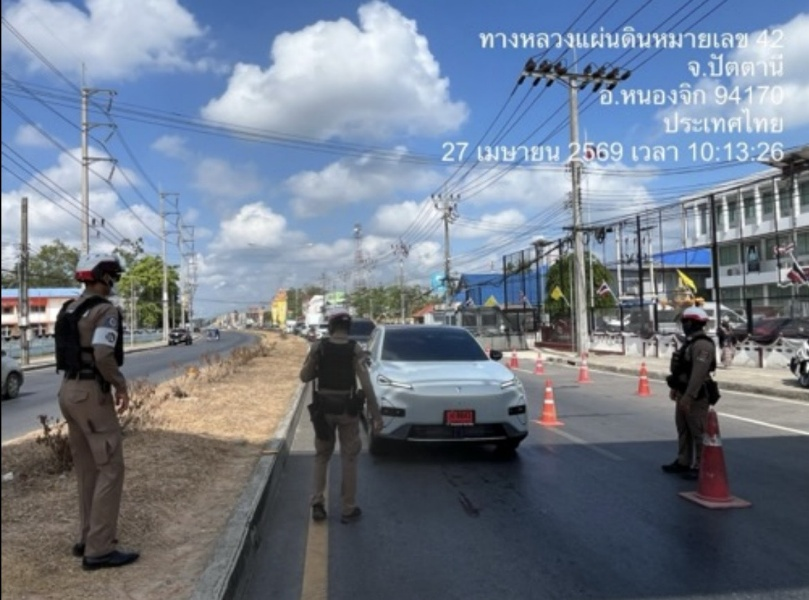 ทางหลวงแผ่นดินหมายเลข 42
จ.ปัตตานี
อ.หนองจิก 94170
ประเทศไทย
27 เมษายน 2569 เวลา 10:13:26